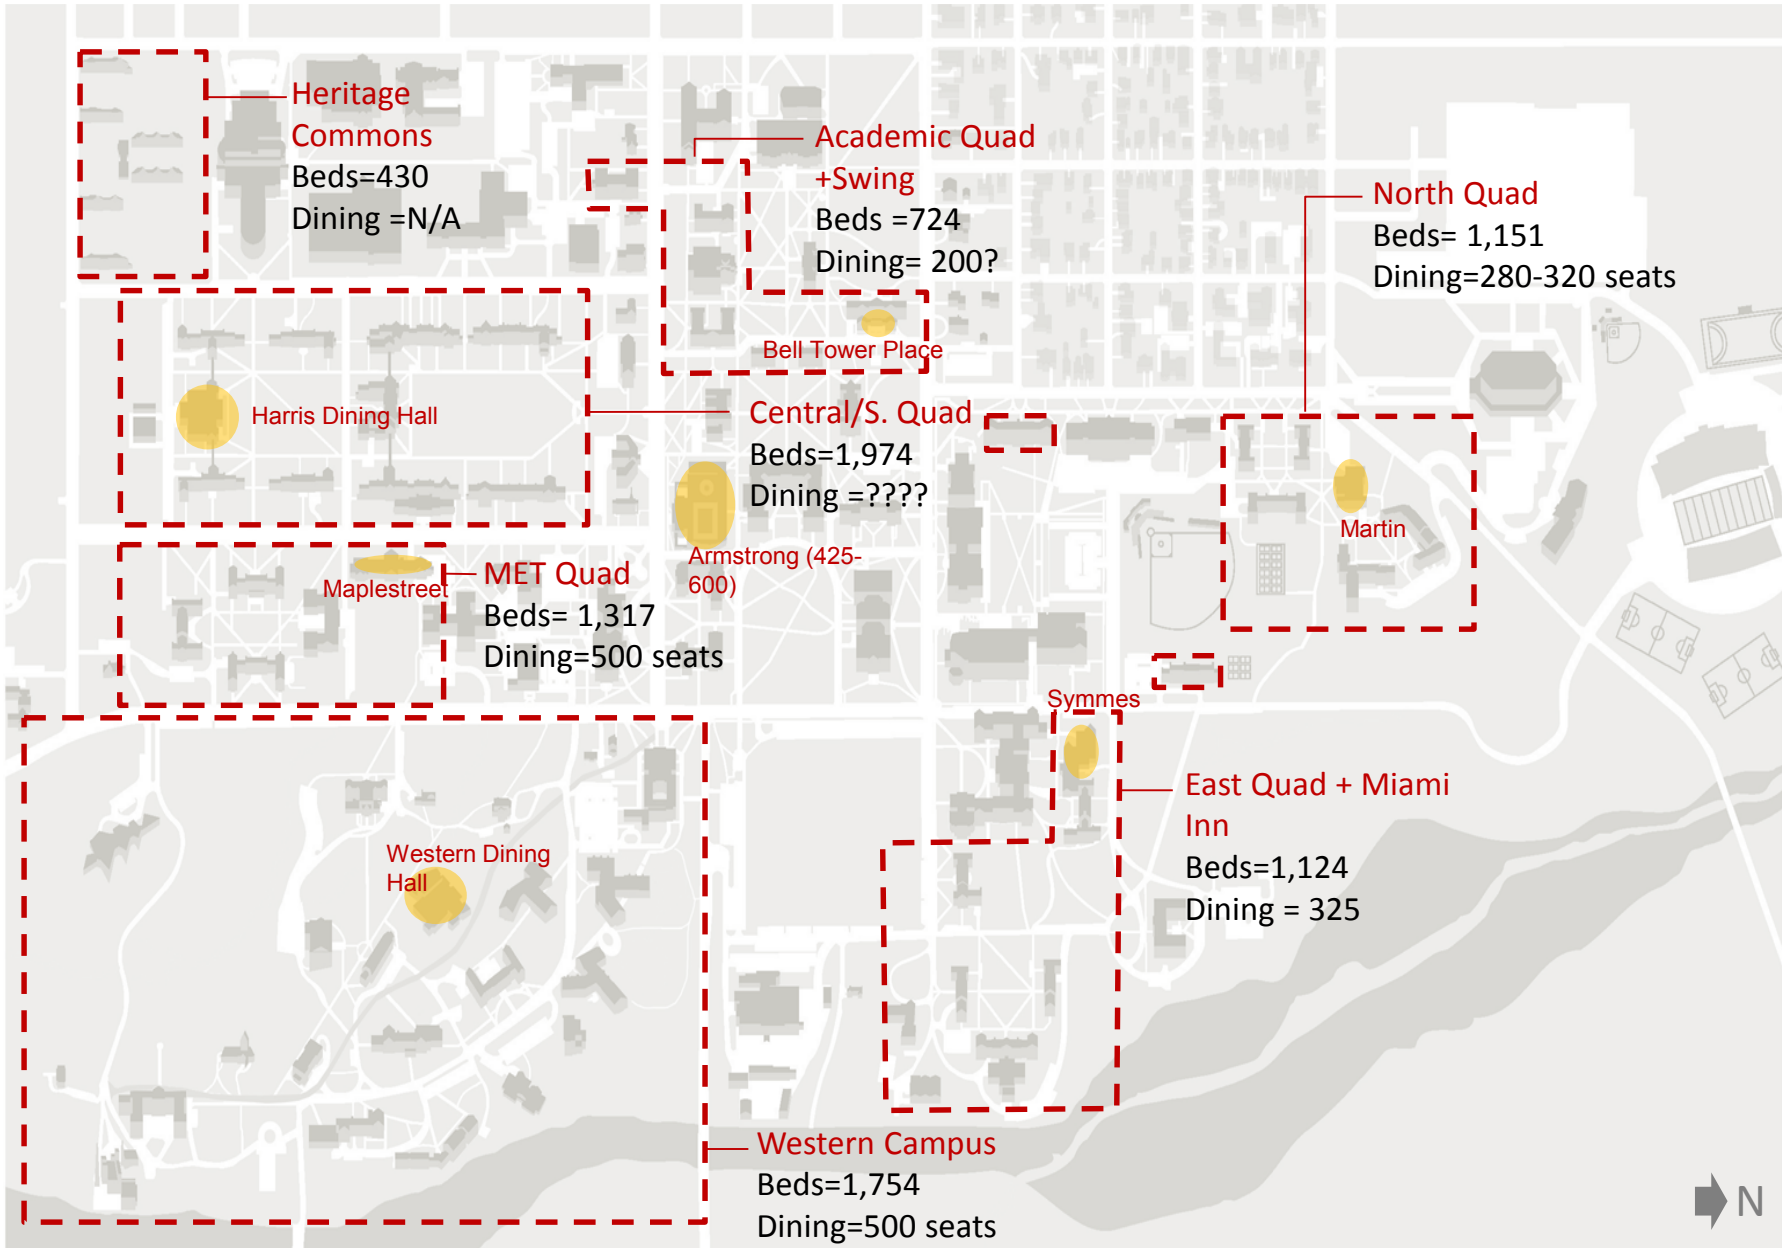 Heritage
Commons
Beds=430
Dining =N/A
Academic Quad
+Swing
Beds =724
Dining= 200?
North Quad
Beds= 1,151
Dining=280-320 seats
Bell Tower Place
Harris Dining Hall
Central/S. Quad
Beds=1,974
Dining =????
Martin
Armstrong (425-
600)
Maplestreet
MET Quad
Beds= 1,317
Dining=500 seats
Symmes
East Quad + Miami
Inn
Beds=1,124
Dining = 325
Western Dining
Hall
Western Campus
Beds=1,754
Dining=500 seats
N